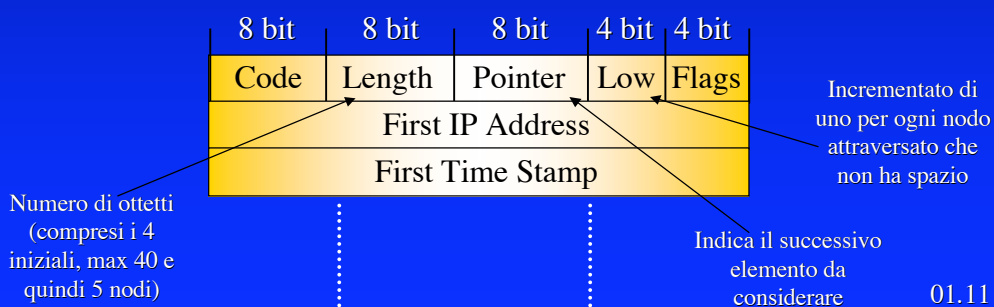 8 bit 8 bit 8 bit 4 bit 4 bit
Code Length Pointer Low Flags
First IP Address
First Time Stamp
Incrementato di
uno per ogni nodo
attraversato che
non ha spazio
Numero di ottetti
(compresi i 4
iniziali, max 40 e
quindi 5 nodi)
Indica il successivo
elemento da
considerare
01.11